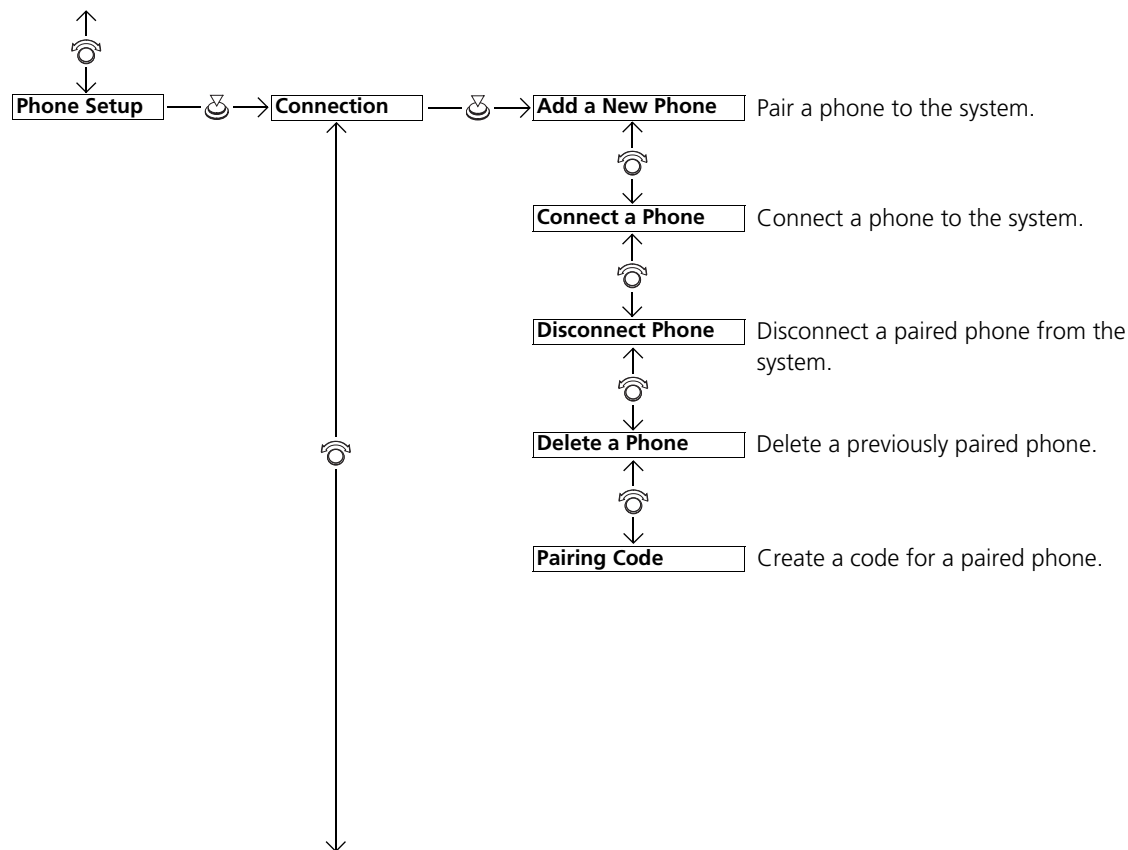 Phone Setup
Connection
Add a New Phone
Pair a phone to the system.
Connect a Phone
Connect a phone to the system.
Disconnect Phone
Disconnect a paired phone from the
system.
Delete a Phone
Delete a previously paired phone.
Pairing Code
Create a code for a paired phone.